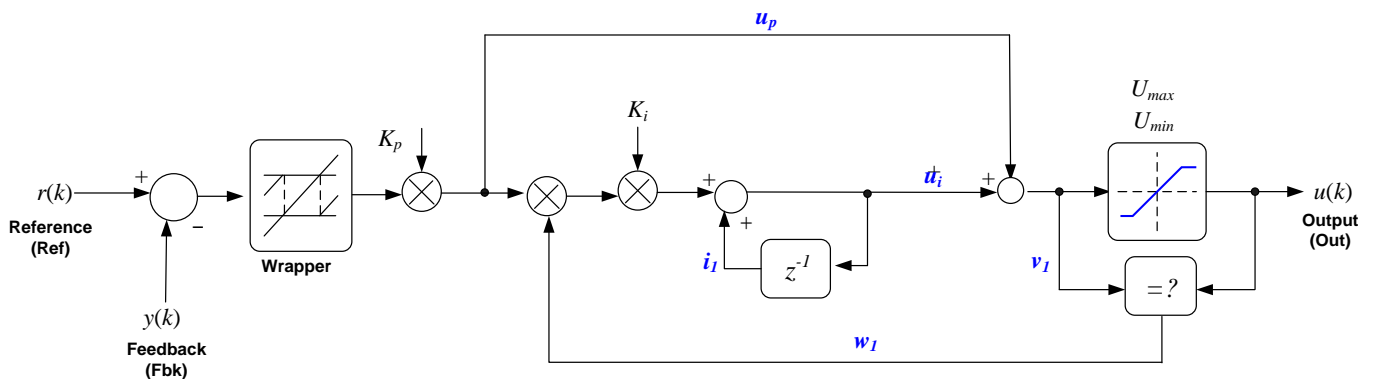 u_p
U_max
U_min
K_i
K_p
+
r(k)
−
Reference
(Ref)
Wrapper
y(k)
Feedback
(Fbk)
+
+
i_1
z^-1
u_i
+
+
v_1
=?
w_1
u(k)
Output
(Out)